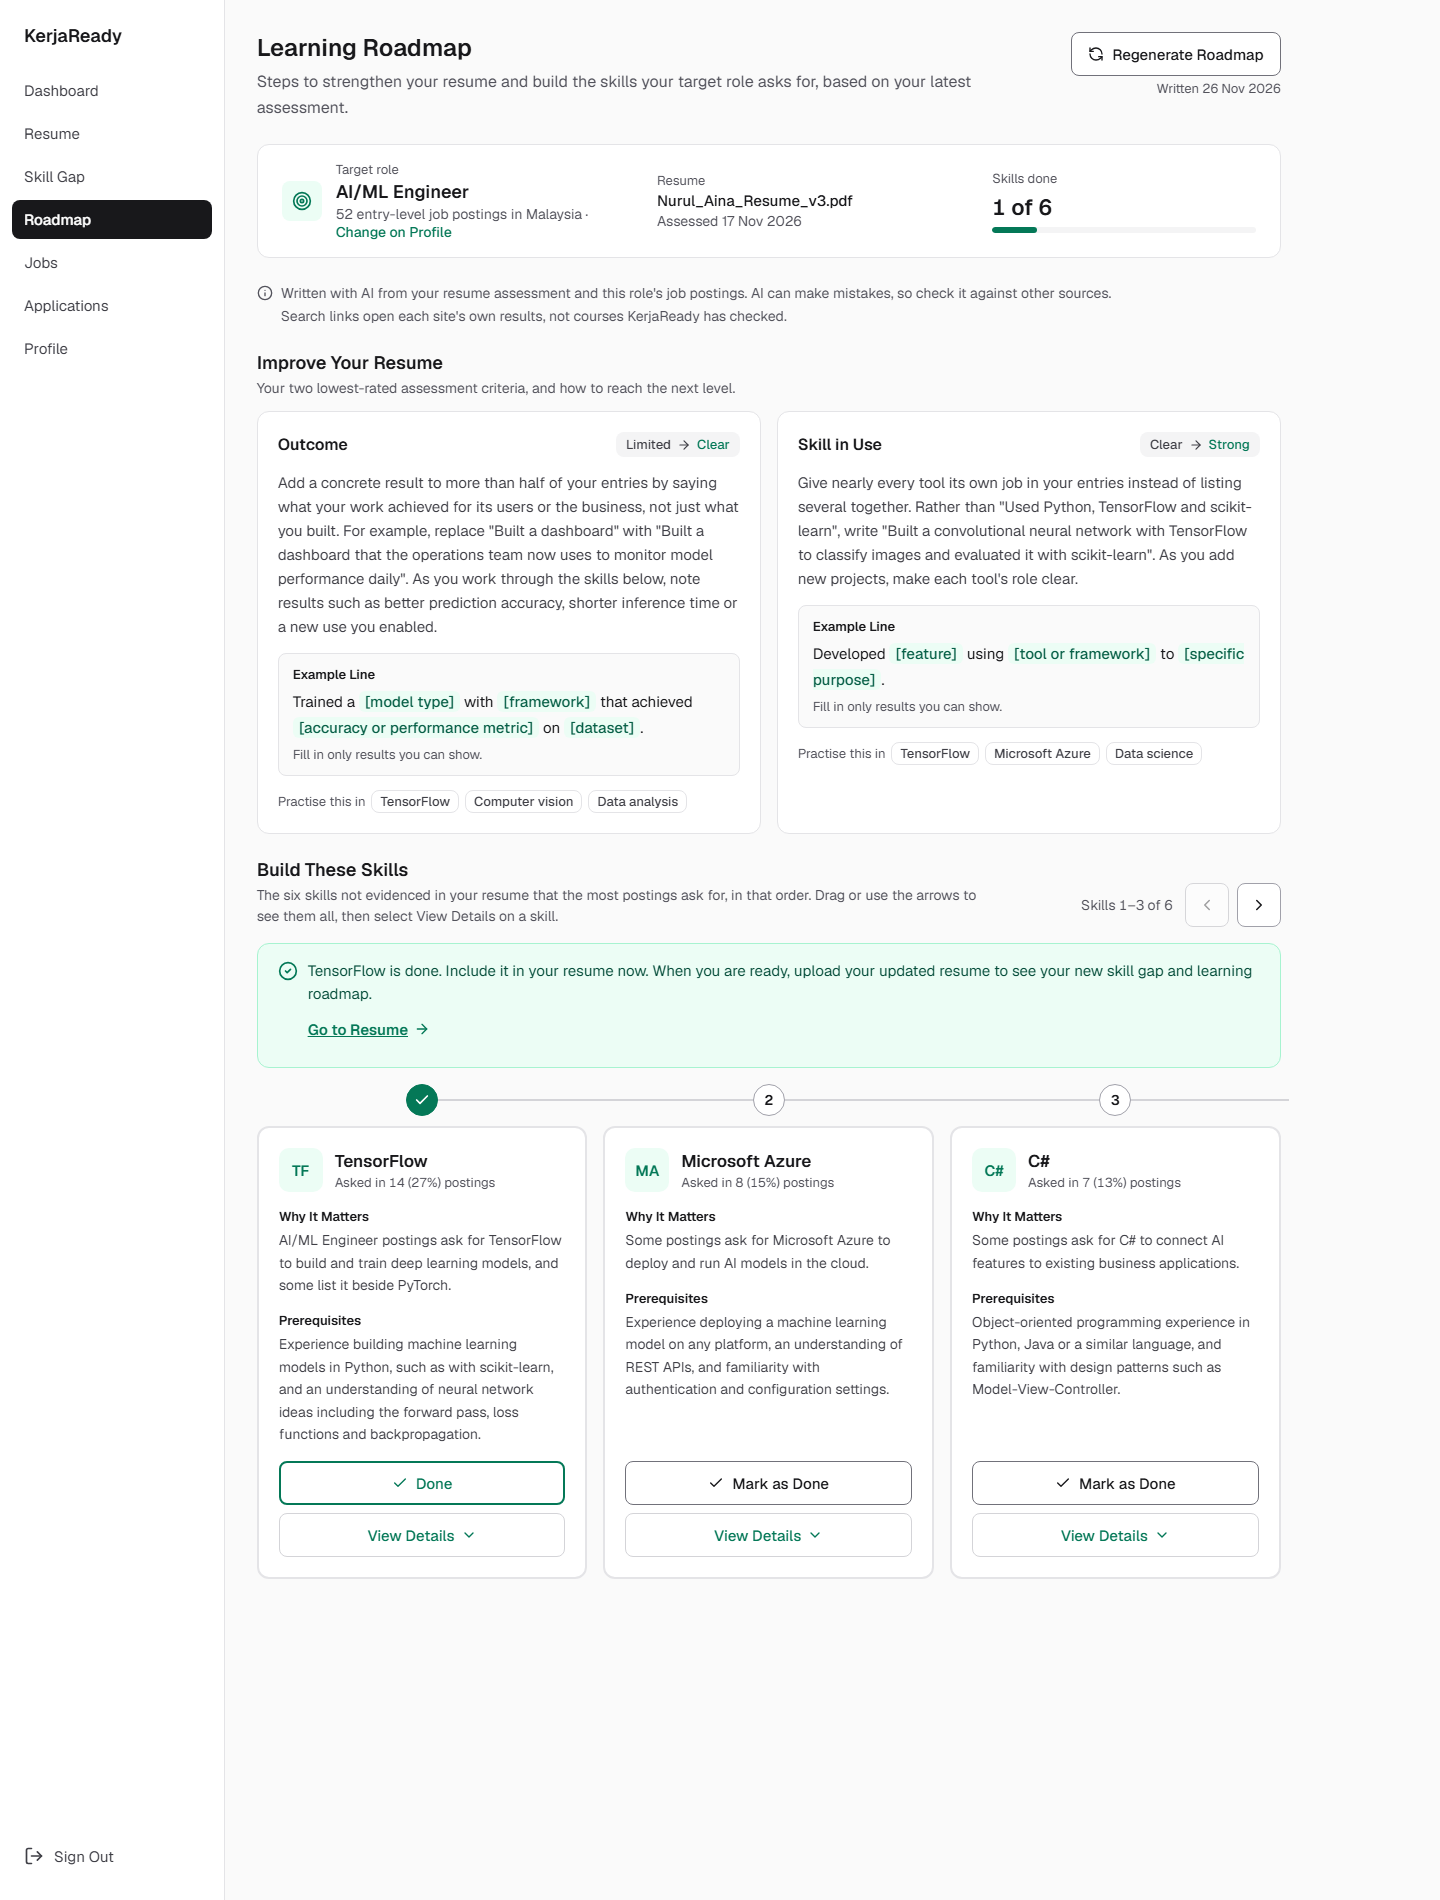 KerjaReady
Dashboard
Resume
Skill Gap
Roadmap
Jobs
Applications
Profile
Sign Out
Learning Roadmap
Steps to strengthen your resume and build the skills your target role asks for, based on your latest
assessment.
Regenerate Roadmap
Written 26 Nov 2026
Target role
AI/ML Engineer
52 entry-level job postings in Malaysia ·
Change on Profile
Resume
Nurul_Aina_Resume_v3.pdf
Assessed 17 Nov 2026
Skills done
1 of 6
Written with AI from your resume assessment and this role's job postings. AI can make mistakes, so check it against other sources.
Search links open each site's own results, not courses KerjaReady has checked.
Improve Your Resume
Your two lowest-rated assessment criteria, and how to reach the next level.
Outcome
Limited → Clear
Add a concrete result to more than half of your entries by saying
what your work achieved for its users or the business, not just what
you built. For example, replace "Built a dashboard" with "Built a
dashboard that the operations team now uses to monitor model
performance daily". As you work through the skills below, note
results such as better prediction accuracy, shorter inference time or
a new use you enabled.
Example Line
Trained a [model type] with [framework] that achieved
[accuracy or performance metric] on [dataset] .
Fill in only results you can show.
Practise this in TensorFlow Computer vision Data analysis
Skill in Use
Clear → Strong
Give nearly every tool its own job in your entries instead of listing
several together. Rather than "Used Python, TensorFlow and scikit-
learn", write "Built a convolutional neural network with TensorFlow
to classify images and evaluated it with scikit-learn". As you add
new projects, make each tool's role clear.
Example Line
Developed [feature] using [tool or framework] to [specific
purpose] .
Fill in only results you can show.
Practise this in TensorFlow Microsoft Azure Data science
Build These Skills
The six skills not evidenced in your resume that the most postings ask for, in that order. Drag or use the arrows to
see them all, then select View Details on a skill.
Skills 1–3 of 6
TensorFlow is done. Include it in your resume now. When you are ready, upload your updated resume to see your new skill gap and learning
roadmap.
Go to Resume →
2
3
TF
TensorFlow
Asked in 14 (27%) postings
Why It Matters
AI/ML Engineer postings ask for TensorFlow
to build and train deep learning models, and
some list it beside PyTorch.
Prerequisites
Experience building machine learning
models in Python, such as with scikit-learn,
and an understanding of neural network
ideas including the forward pass, loss
functions and backpropagation.
Done
View Details
MA
Microsoft Azure
Asked in 8 (15%) postings
Why It Matters
Some postings ask for Microsoft Azure to
deploy and run AI models in the cloud.
Prerequisites
Experience deploying a machine learning
model on any platform, an understanding of
REST APIs, and familiarity with
authentication and configuration settings.
Mark as Done
View Details
C#
C#
Asked in 7 (13%) postings
Why It Matters
Some postings ask for C# to connect AI
features to existing business applications.
Prerequisites
Object-oriented programming experience in
Python, Java or a similar language, and
familiarity with design patterns such as
Model-View-Controller.
Mark as Done
View Details